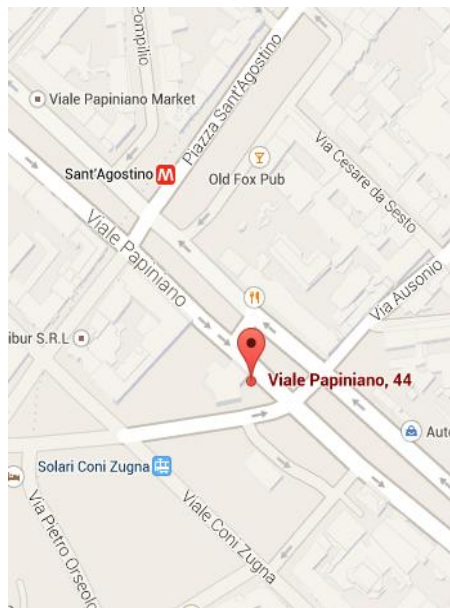 Pompilio
Viale Papiniano Market
Piazza Sant'Agostino
Sant'Agostino M
Old Fox Pub
Via Cesare da Sesto
Viale Papiniano
Via Ausonio
ibur S.R.L
Viale Papiniano, 44
Auto
Solari Coni Zugna
Via Pietro Orseolo
Viale Coni Zugna